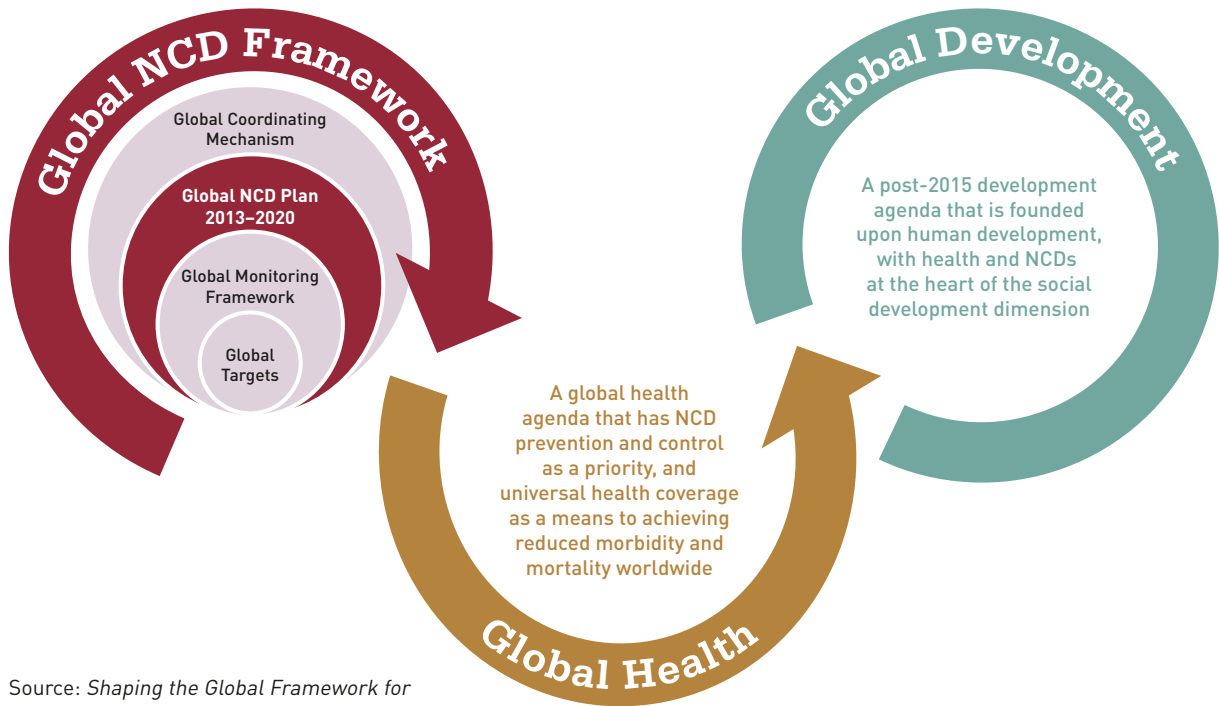 Global NCD Framework
Global Coordinating
Mechanism
Global NCD Plan
2013–2020
Global Monitoring
Framework
Global
Targets
A global health
agenda that has NCD
prevention and control
as a priority, and
universal health coverage
as a means to achieving
reduced morbidity and
mortality worldwide
Global Health
Global Development
A post-2015 development
agenda that is founded
upon human development,
with health and NCDs
at the heart of the social
development dimension
Source: Shaping the Global Framework for